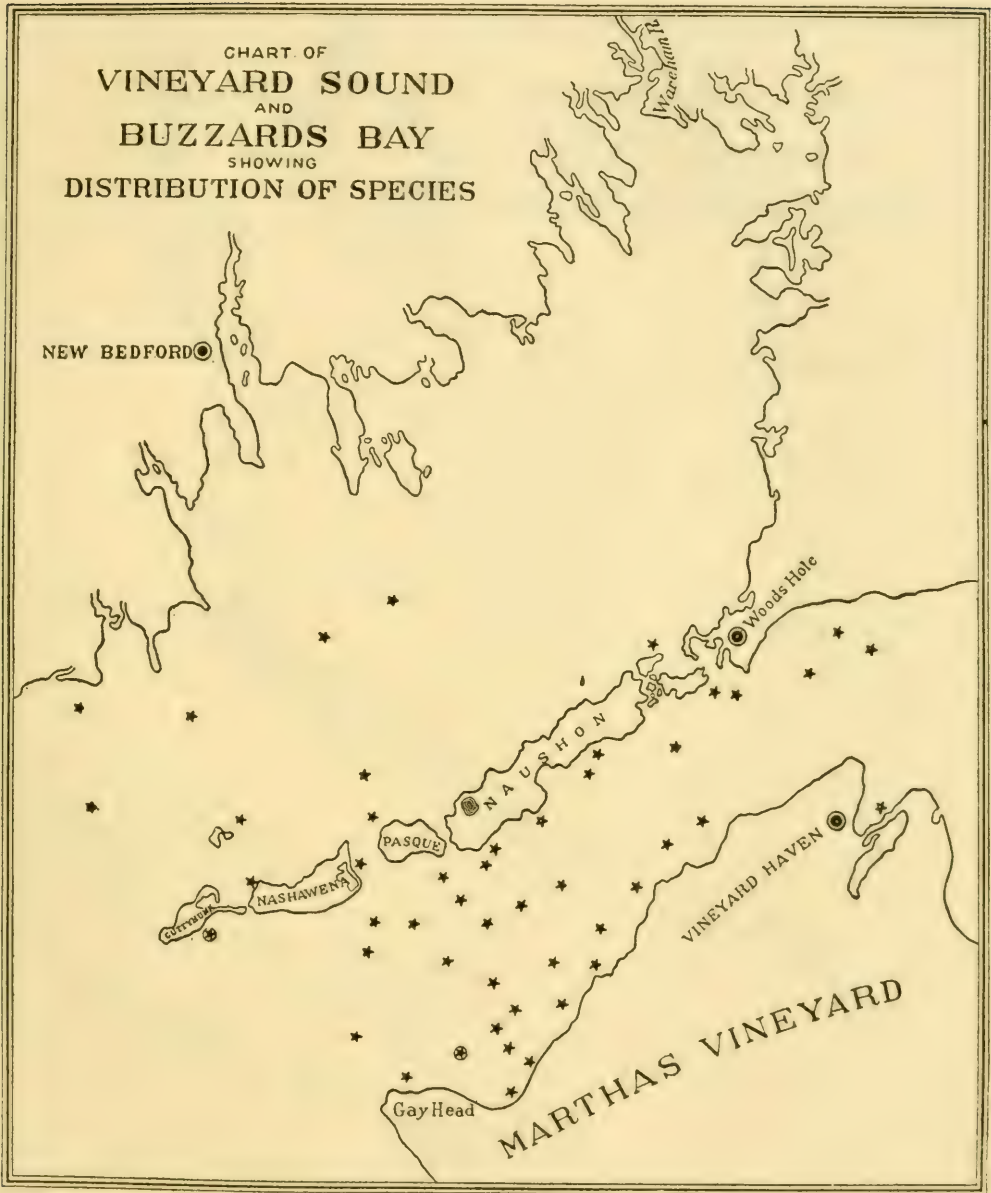 CHART OF
VINEYARD SOUND
AND
BUZZARDS BAY
SHOWING
DISTRIBUTION OF SPECIES
Wareham R.
NEW BEDFORD
Woods Hole
NAUSHON
PASQUE
NASHAWENA
CUTTYHUNK
VINEYARD HAVEN
MARTHAS VINEYARD
Gay Head